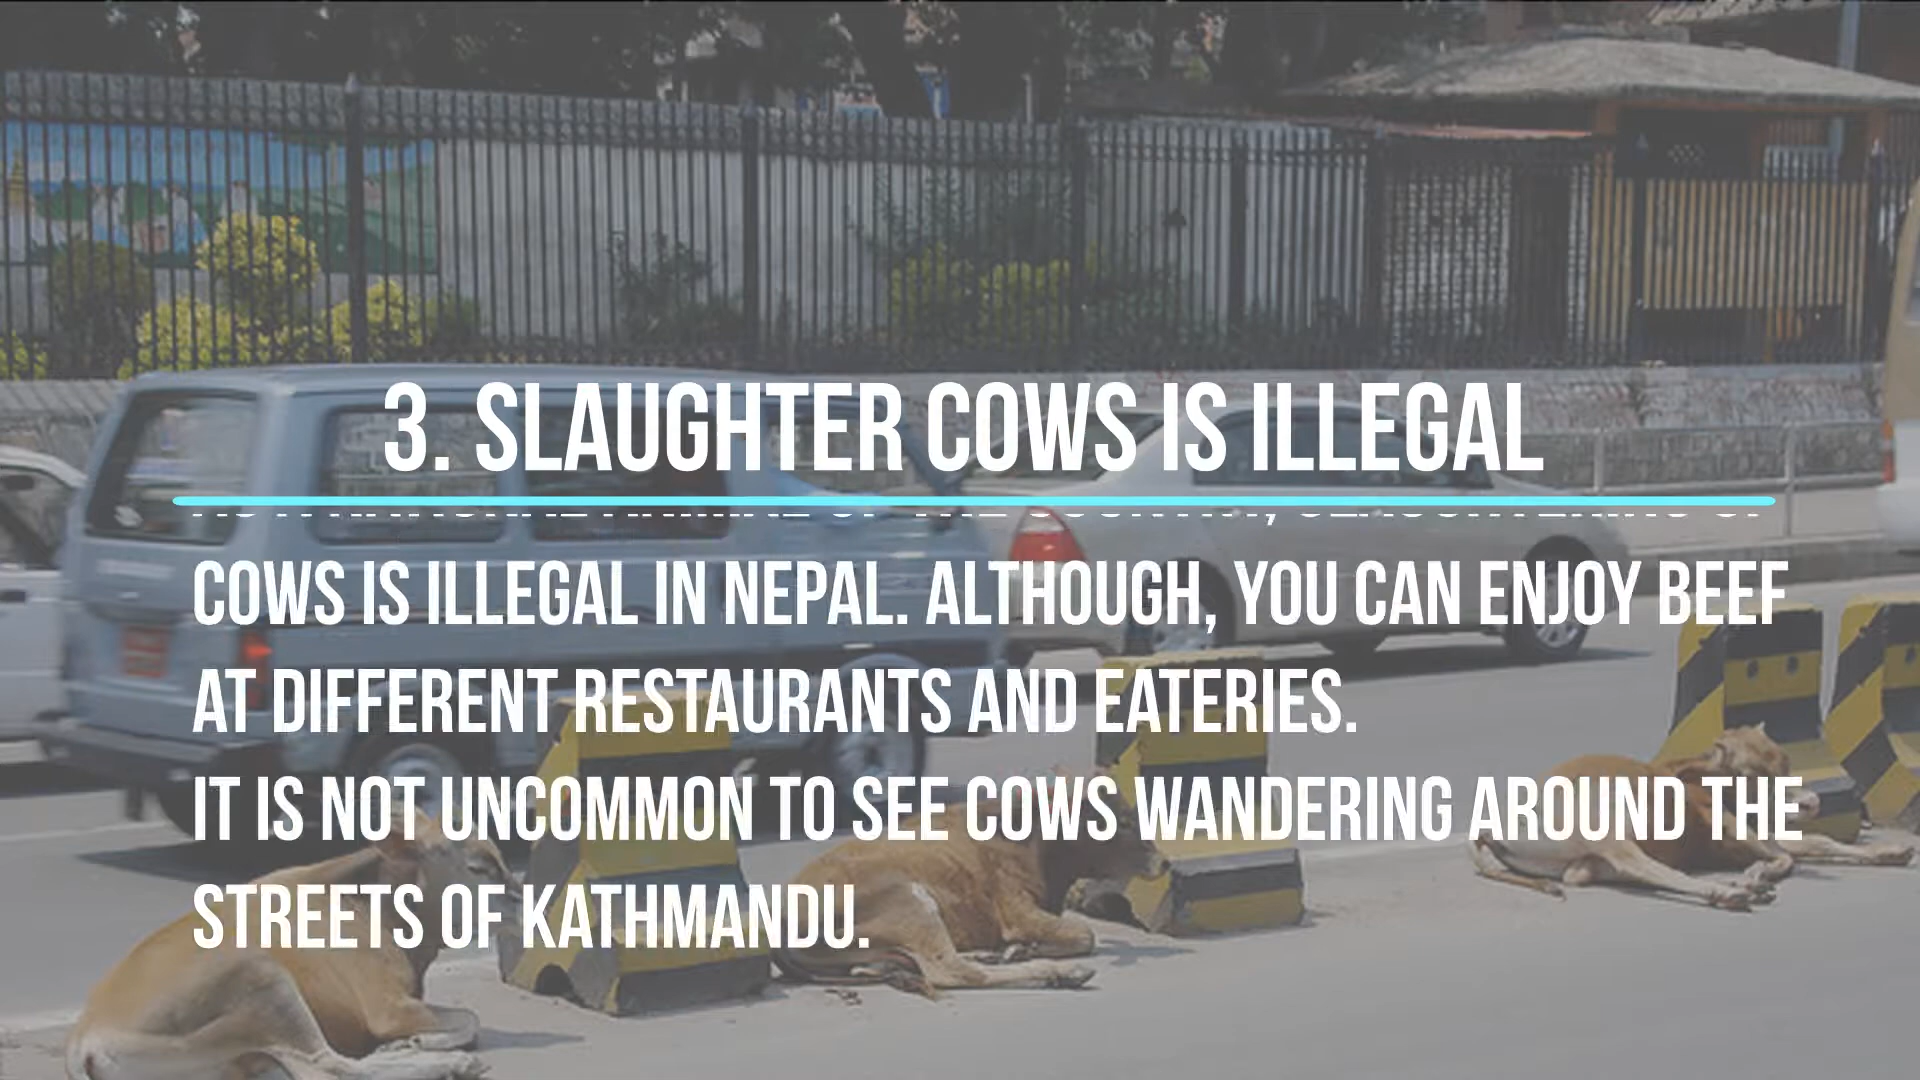 3. SLAUGHTER COWS IS ILLEGAL
COWS IS ILLEGAL IN NEPAL. ALTHOUGH, YOU CAN ENJOY BEEF
AT DIFFERENT RESTAURANTS AND EATERIES.
IT IS NOT UNCOMMON TO SEE COWS WANDERING AROUND THE
STREETS OF KATHMANDU.